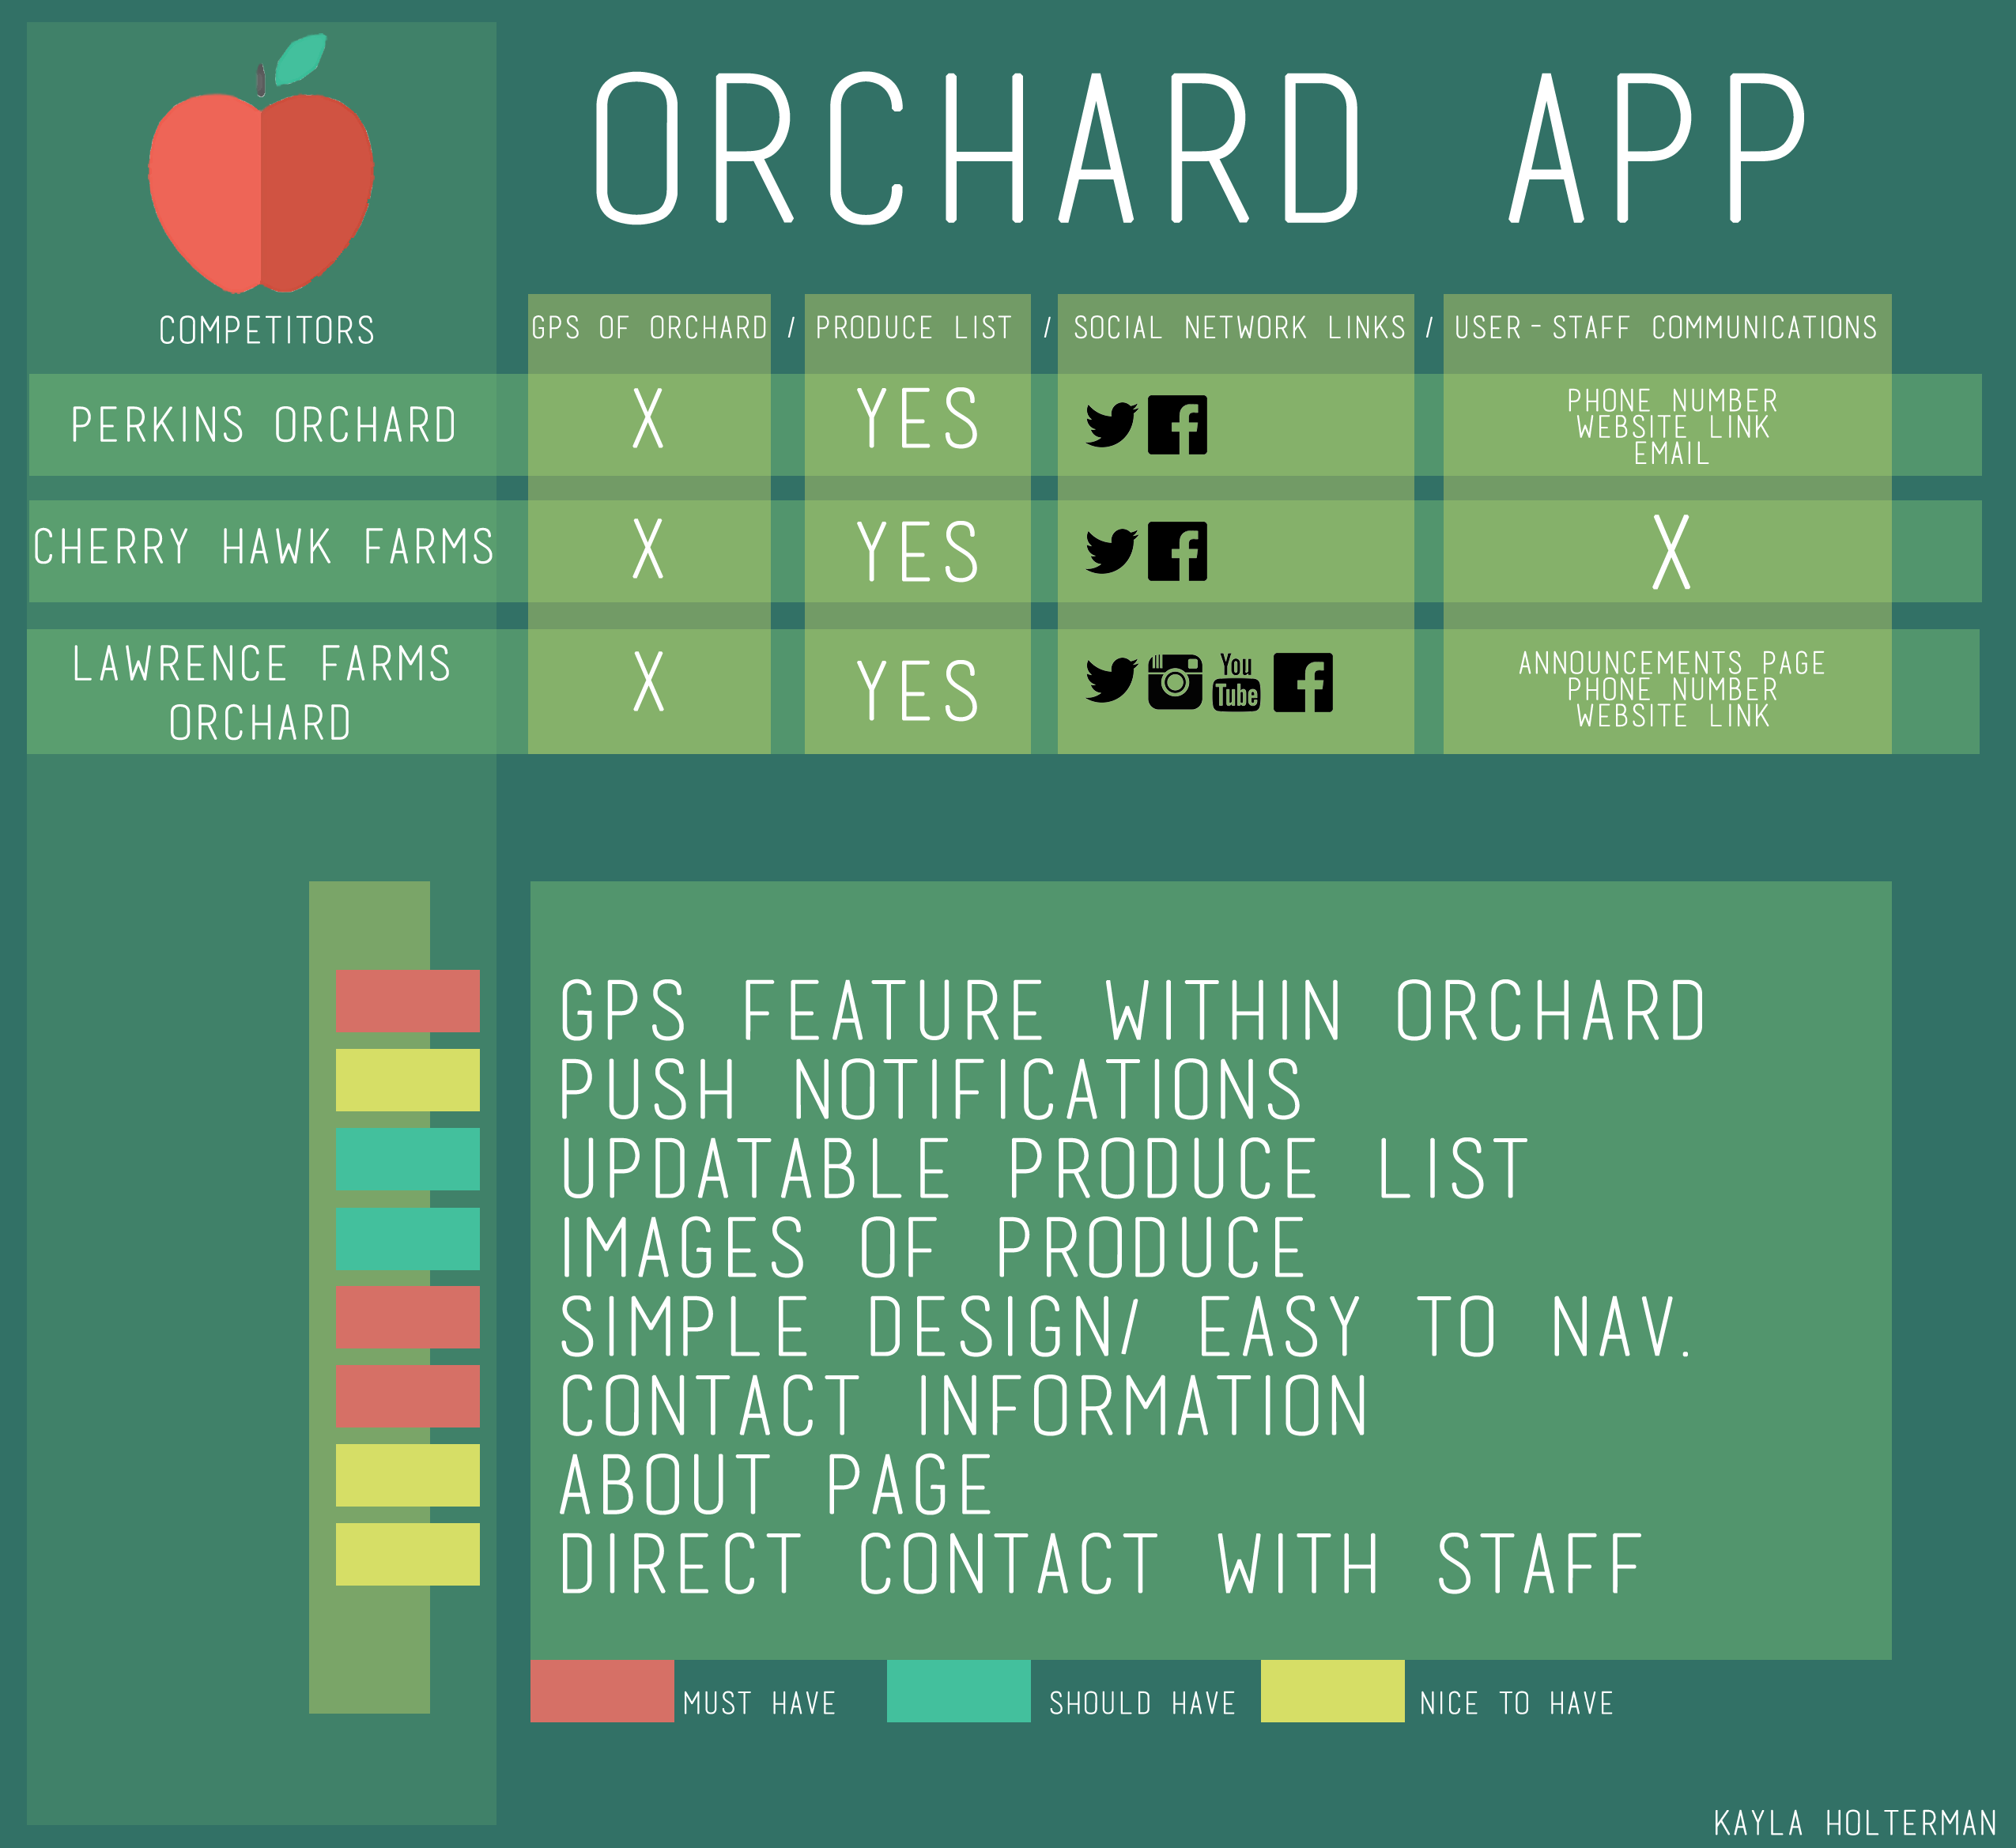 ORCHARD APP
COMPETITORS
GPS OF ORCHARD / PRODUCE LIST / SOCIAL NETWORK LINKS / USER-STAFF COMMUNICATIONS
PERKINS ORCHARD
X
YES
PHONE NUMBER
WEBSITE LINK
EMAIL
CHERRY HAWK FARMS
X
YES
X
LAWRENCE FARMS
ORCHARD
X
YES
You
Tube
ANNOUNCEMENTS PAGE
PHONE NUMBER
WEBSITE LINK
GPS FEATURE WITHIN ORCHARD
PUSH NOTIFICATIONS
UPDATABLE PRODUCE LIST
IMAGES OF PRODUCE
SIMPLE DESIGN/ EASY TO NAV.
CONTACT INFORMATION
ABOUT PAGE
DIRECT CONTACT WITH STAFF
MUST HAVE
SHOULD HAVE
NICE TO HAVE
KAYLA HOLTERMAN